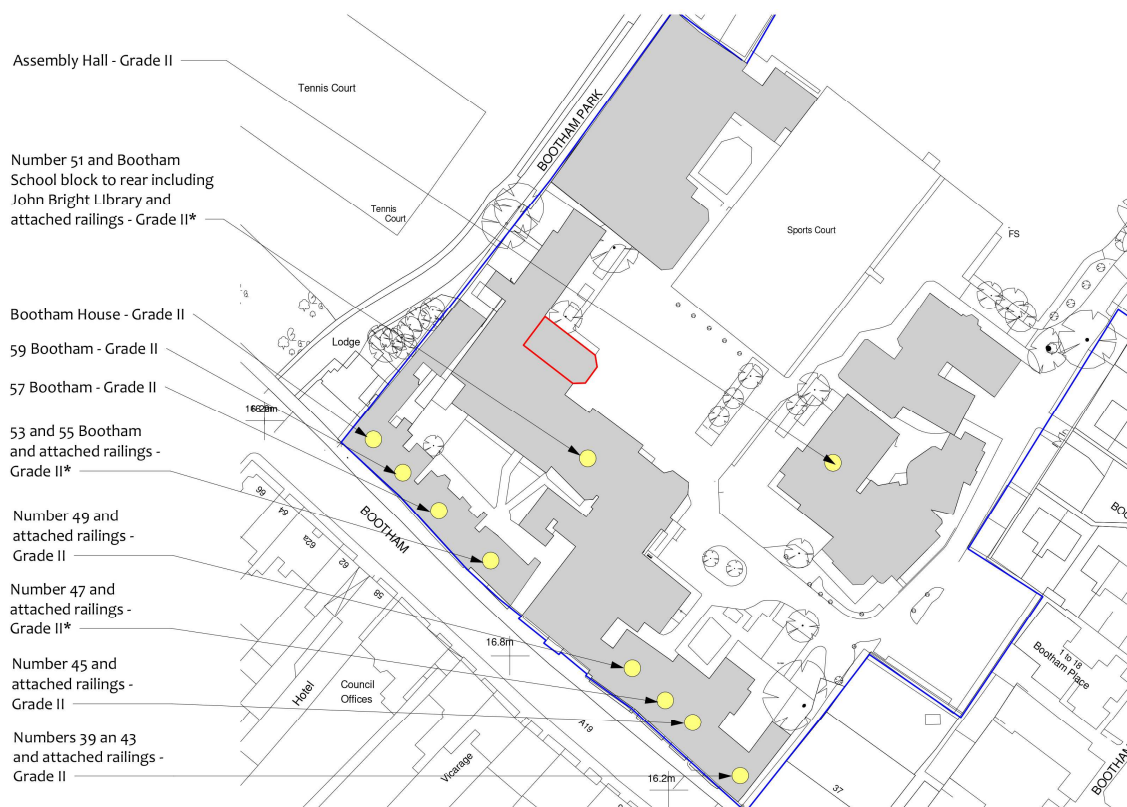 Assembly Hall - Grade II
Number 51 and Bootham
School block to rear including
John Bright LIbrary and
attached railings - Grade II*
Bootham House - Grade II
59 Bootham - Grade II
57 Bootham - Grade II
53 and 55 Bootham
and attached railings -
Grade II*
Number 49 and
attached railings -
Grade II
Number 47 and
attached railings -
Grade II*
Number 45 and
attached railings -
Grade II
Numbers 39 an 43
and attached railings -
Grade II
Tennis Court
Tennis
Court
BOOTHAM PARK
Sports Court
FS
Lodge
66
64
62a
62
58
BOOTHAM
16.8m
Hotel
Council
Offices
A19
Vicarage
16.2m
37
1 to 18
Bootham Place
BOOTHAM